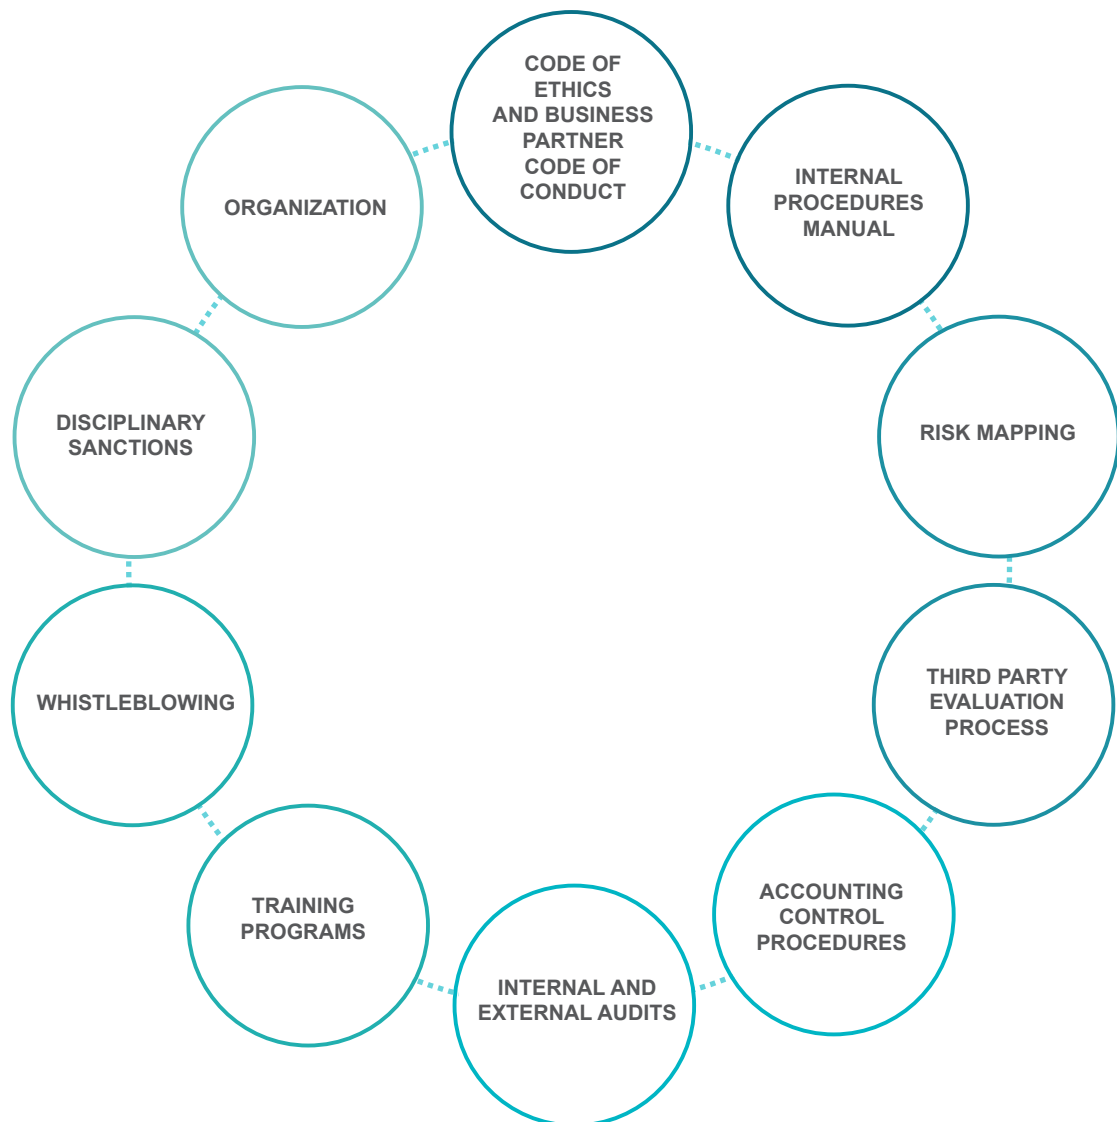 CODE OF
ETHICS
AND BUSINESS
PARTNER
CODE OF
CONDUCT
INTERNAL
PROCEDURES
MANUAL
RISK MAPPING
THIRD PARTY
EVALUATION
PROCESS
ACCOUNTING
CONTROL
PROCEDURES
INTERNAL AND
EXTERNAL AUDITS
TRAINING
PROGRAMS
WHISTLEBLOWING
DISCIPLINARY
SANCTIONS
ORGANIZATION